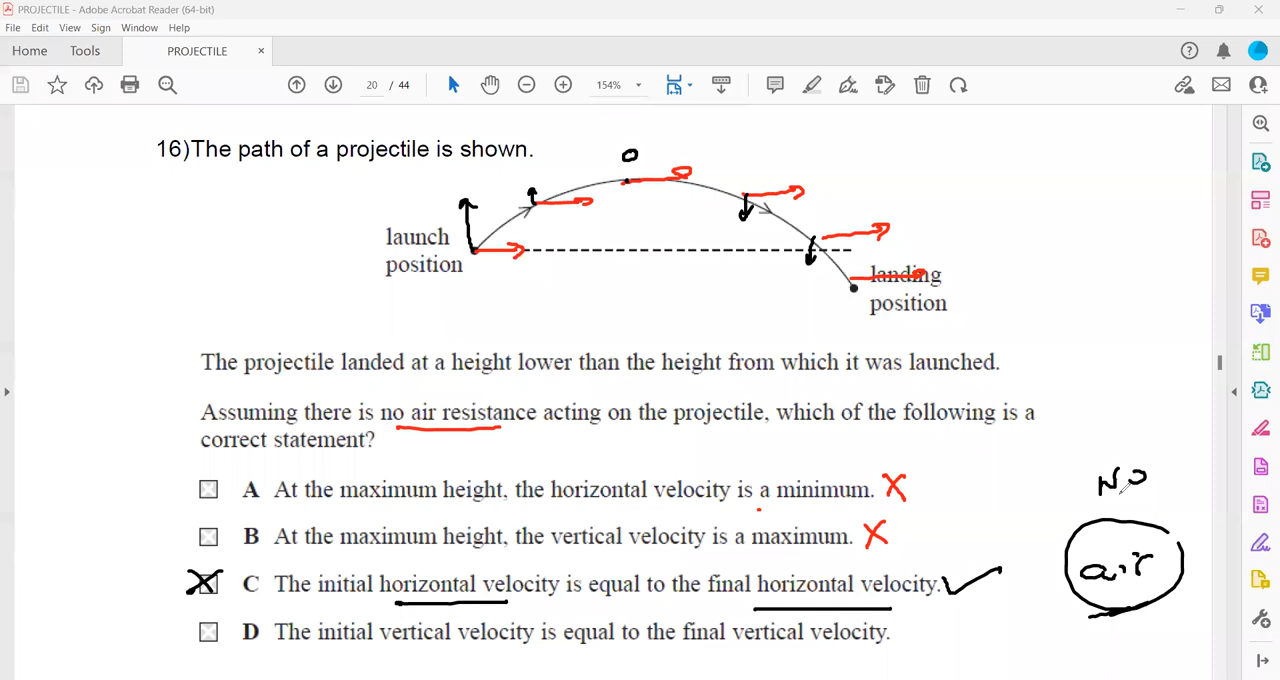 PROJECTILE - Adobe Acrobat Reader (64-bit)
File Edit View Sign Window Help
Home Tools PROJECTILE ×
20 / 44 154%
16)The path of a projectile is shown.
0
launch
position
landing
position
The projectile landed at a height lower than the height from which it was launched.
Assuming there is no air resistance acting on the projectile, which of the following is a
correct statement?
A At the maximum height, the horizontal velocity is a minimum. X
B At the maximum height, the vertical velocity is a maximum. X
C The initial horizontal velocity is equal to the final horizontal velocity. ✓
D The initial vertical velocity is equal to the final vertical velocity.
NO
air